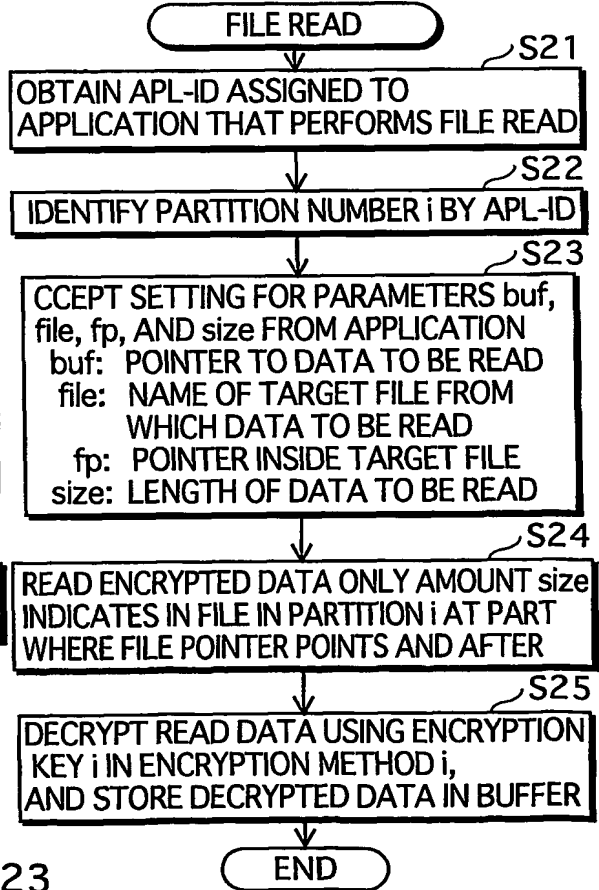 FILE READ
S21
OBTAIN APL-ID ASSIGNED TO
APPLICATION THAT PERFORMS FILE READ
S22
IDENTIFY PARTITION NUMBER i BY APL-ID
S23
CCEPT SETTING FOR PARAMETERS buf,
file, fp, AND size FROM APPLICATION
buf: POINTER TO DATA TO BE READ
file: NAME OF TARGET FILE FROM
WHICH DATA TO BE READ
fp: POINTER INSIDE TARGET FILE
size: LENGTH OF DATA TO BE READ
S24
READ ENCRYPTED DATA ONLY AMOUNT size
INDICATES IN FILE IN PARTITION i AT PART
WHERE FILE POINTER POINTS AND AFTER
S25
DECRYPT READ DATA USING ENCRYPTION
KEY i IN ENCRYPTION METHOD i,
AND STORE DECRYPTED DATA IN BUFFER
END
23